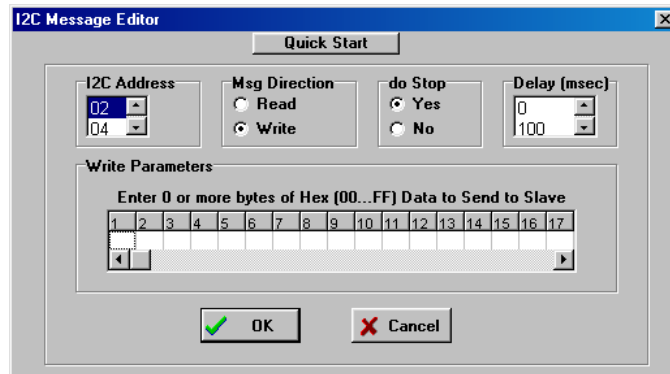 I2C Message Editor
Quick Start
I2C Address
02
04
Msg Direction
Read
Write
do Stop
Yes
No
Delay (msec)
0
100
Write Parameters
Enter 0 or more bytes of Hex (00...FF) Data to Send to Slave
1 2 3 4 5 6 7 8 9 10 11 12 13 14 15 16 17
OK Cancel